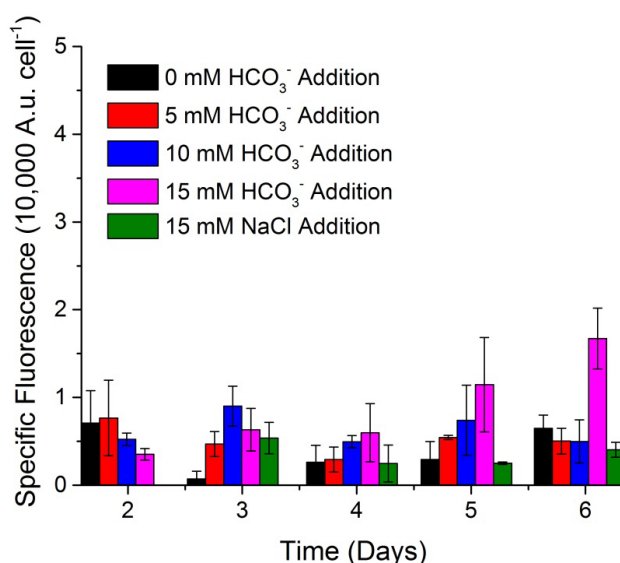 5
4
3
2
1
0
Specific Fluorescence (10,000 A.u. cell⁻¹)
0 mM HCO₃⁻ Addition
5 mM HCO₃⁻ Addition
10 mM HCO₃⁻ Addition
15 mM HCO₃⁻ Addition
15 mM NaCl Addition
2 3 4 5 6
Time (Days)